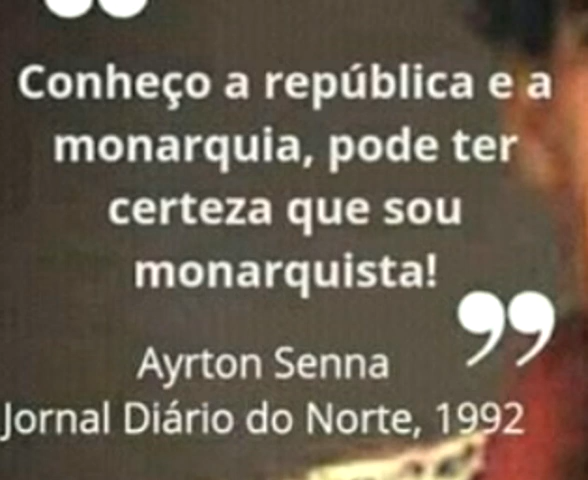 “
Conheço a república e a
monarquia, pode ter
certeza que sou
monarquista!
”
Ayrton Senna
Jornal Diário do Norte, 1992